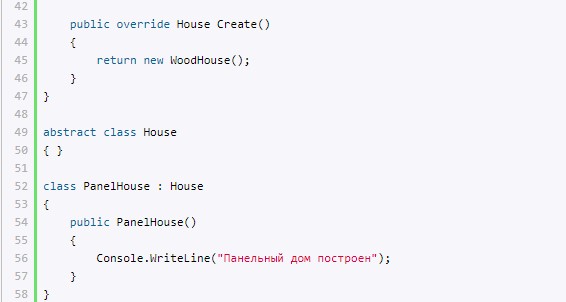 42
43 public override House Create()
44 {
45 return new WoodHouse();
46 }
47 }
48
49 abstract class House
50 { }
51
52 class PanelHouse : House
53 {
54 public PanelHouse()
55 {
56 Console.WriteLine("Панельный дом построен");
57 }
58 }